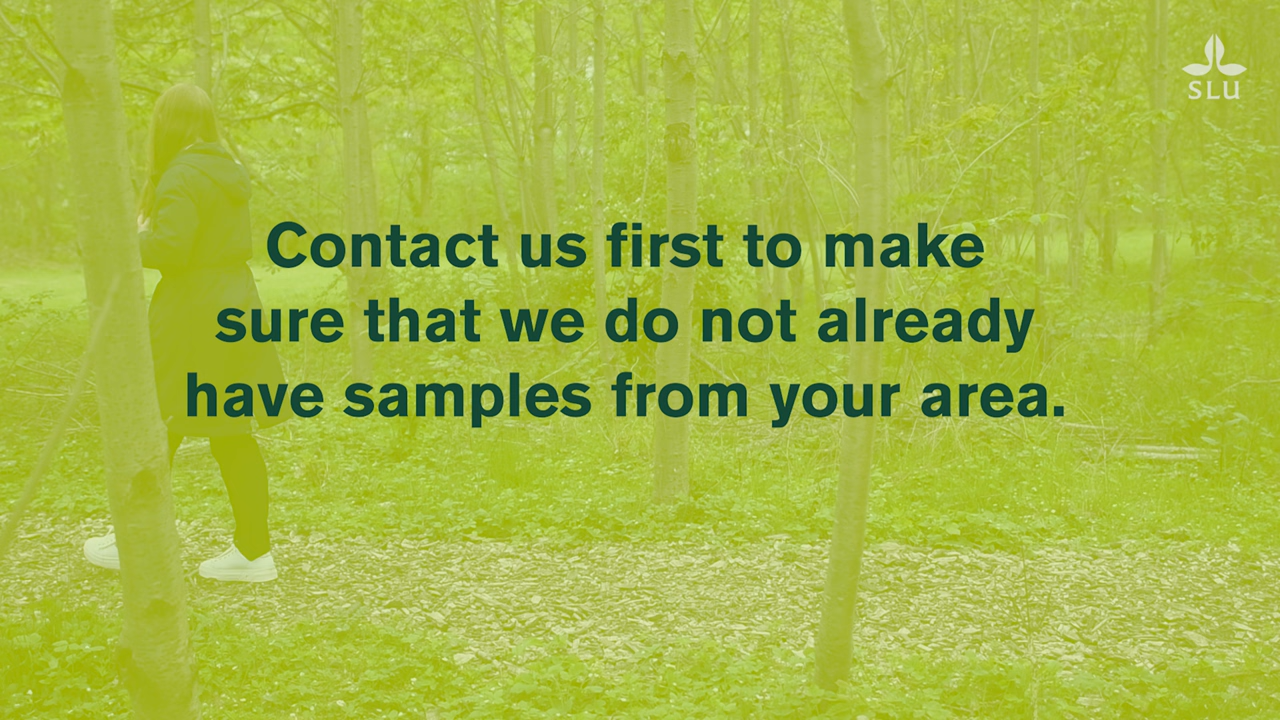 SLU
Contact us first to make
sure that we do not already
have samples from your area.